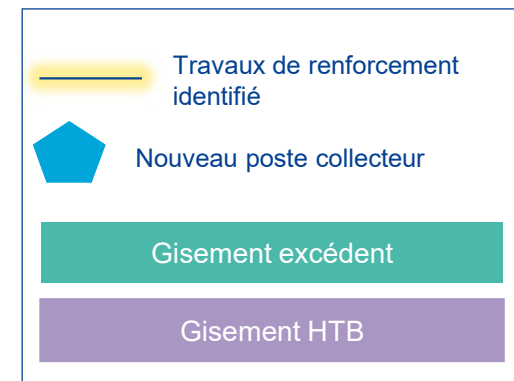 Travaux de renforcement
identifié
Nouveau poste collecteur
Gisement excédent
Gisement HTB